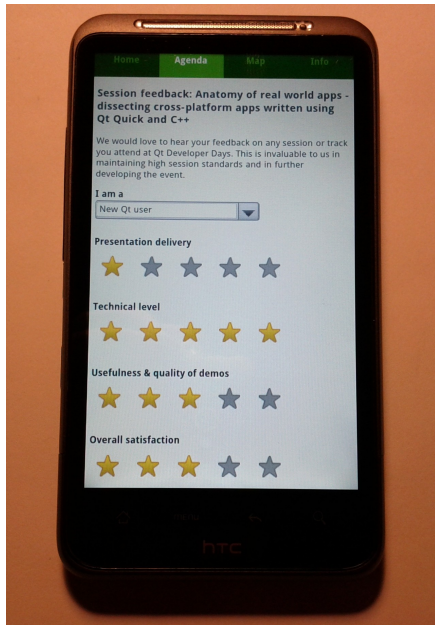 Home Agenda Map Info
Session feedback: Anatomy of real world apps -
dissecting cross-platform apps written using
Qt Quick and C++
We would love to hear your feedback on any session or track
you attend at Qt Developer Days. This is invaluable to us in
maintaining high session standards and in further
developing the event.
I am a
New Qt user
Presentation delivery
Technical level
Usefulness & quality of demos
Overall satisfaction
menu
hTC